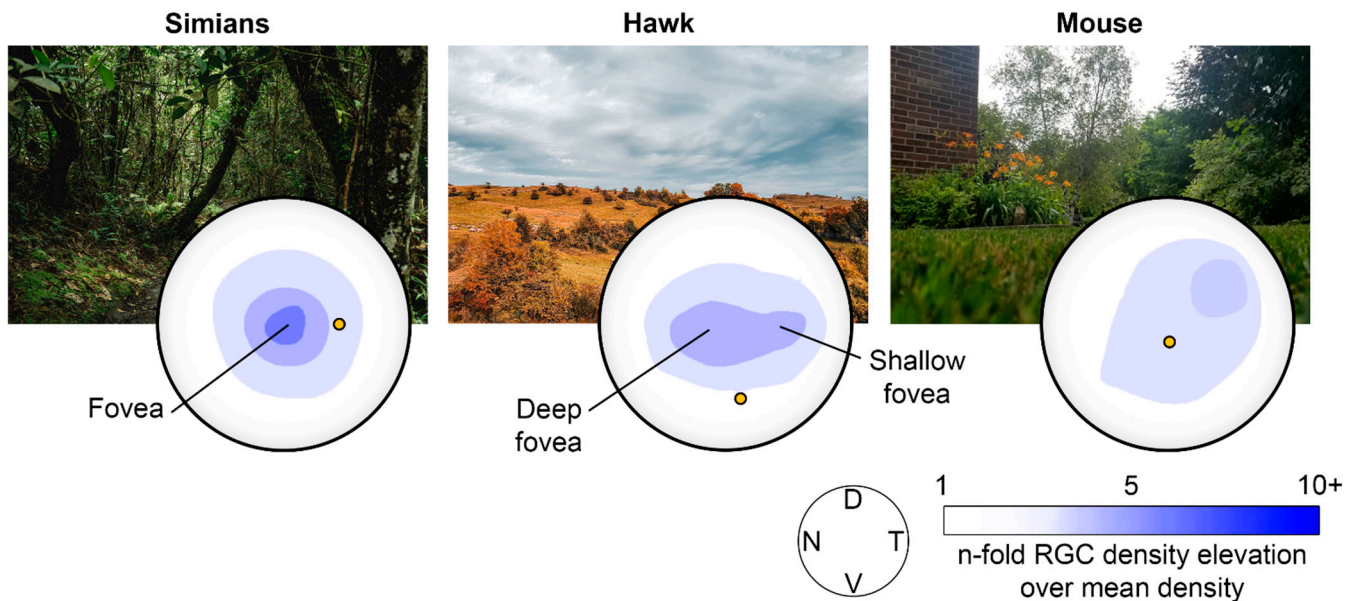 Simians
Hawk
Mouse
Fovea
Deep
fovea
Shallow
fovea
D
N T
V
1 5 10+
n-fold RGC density elevation
over mean density